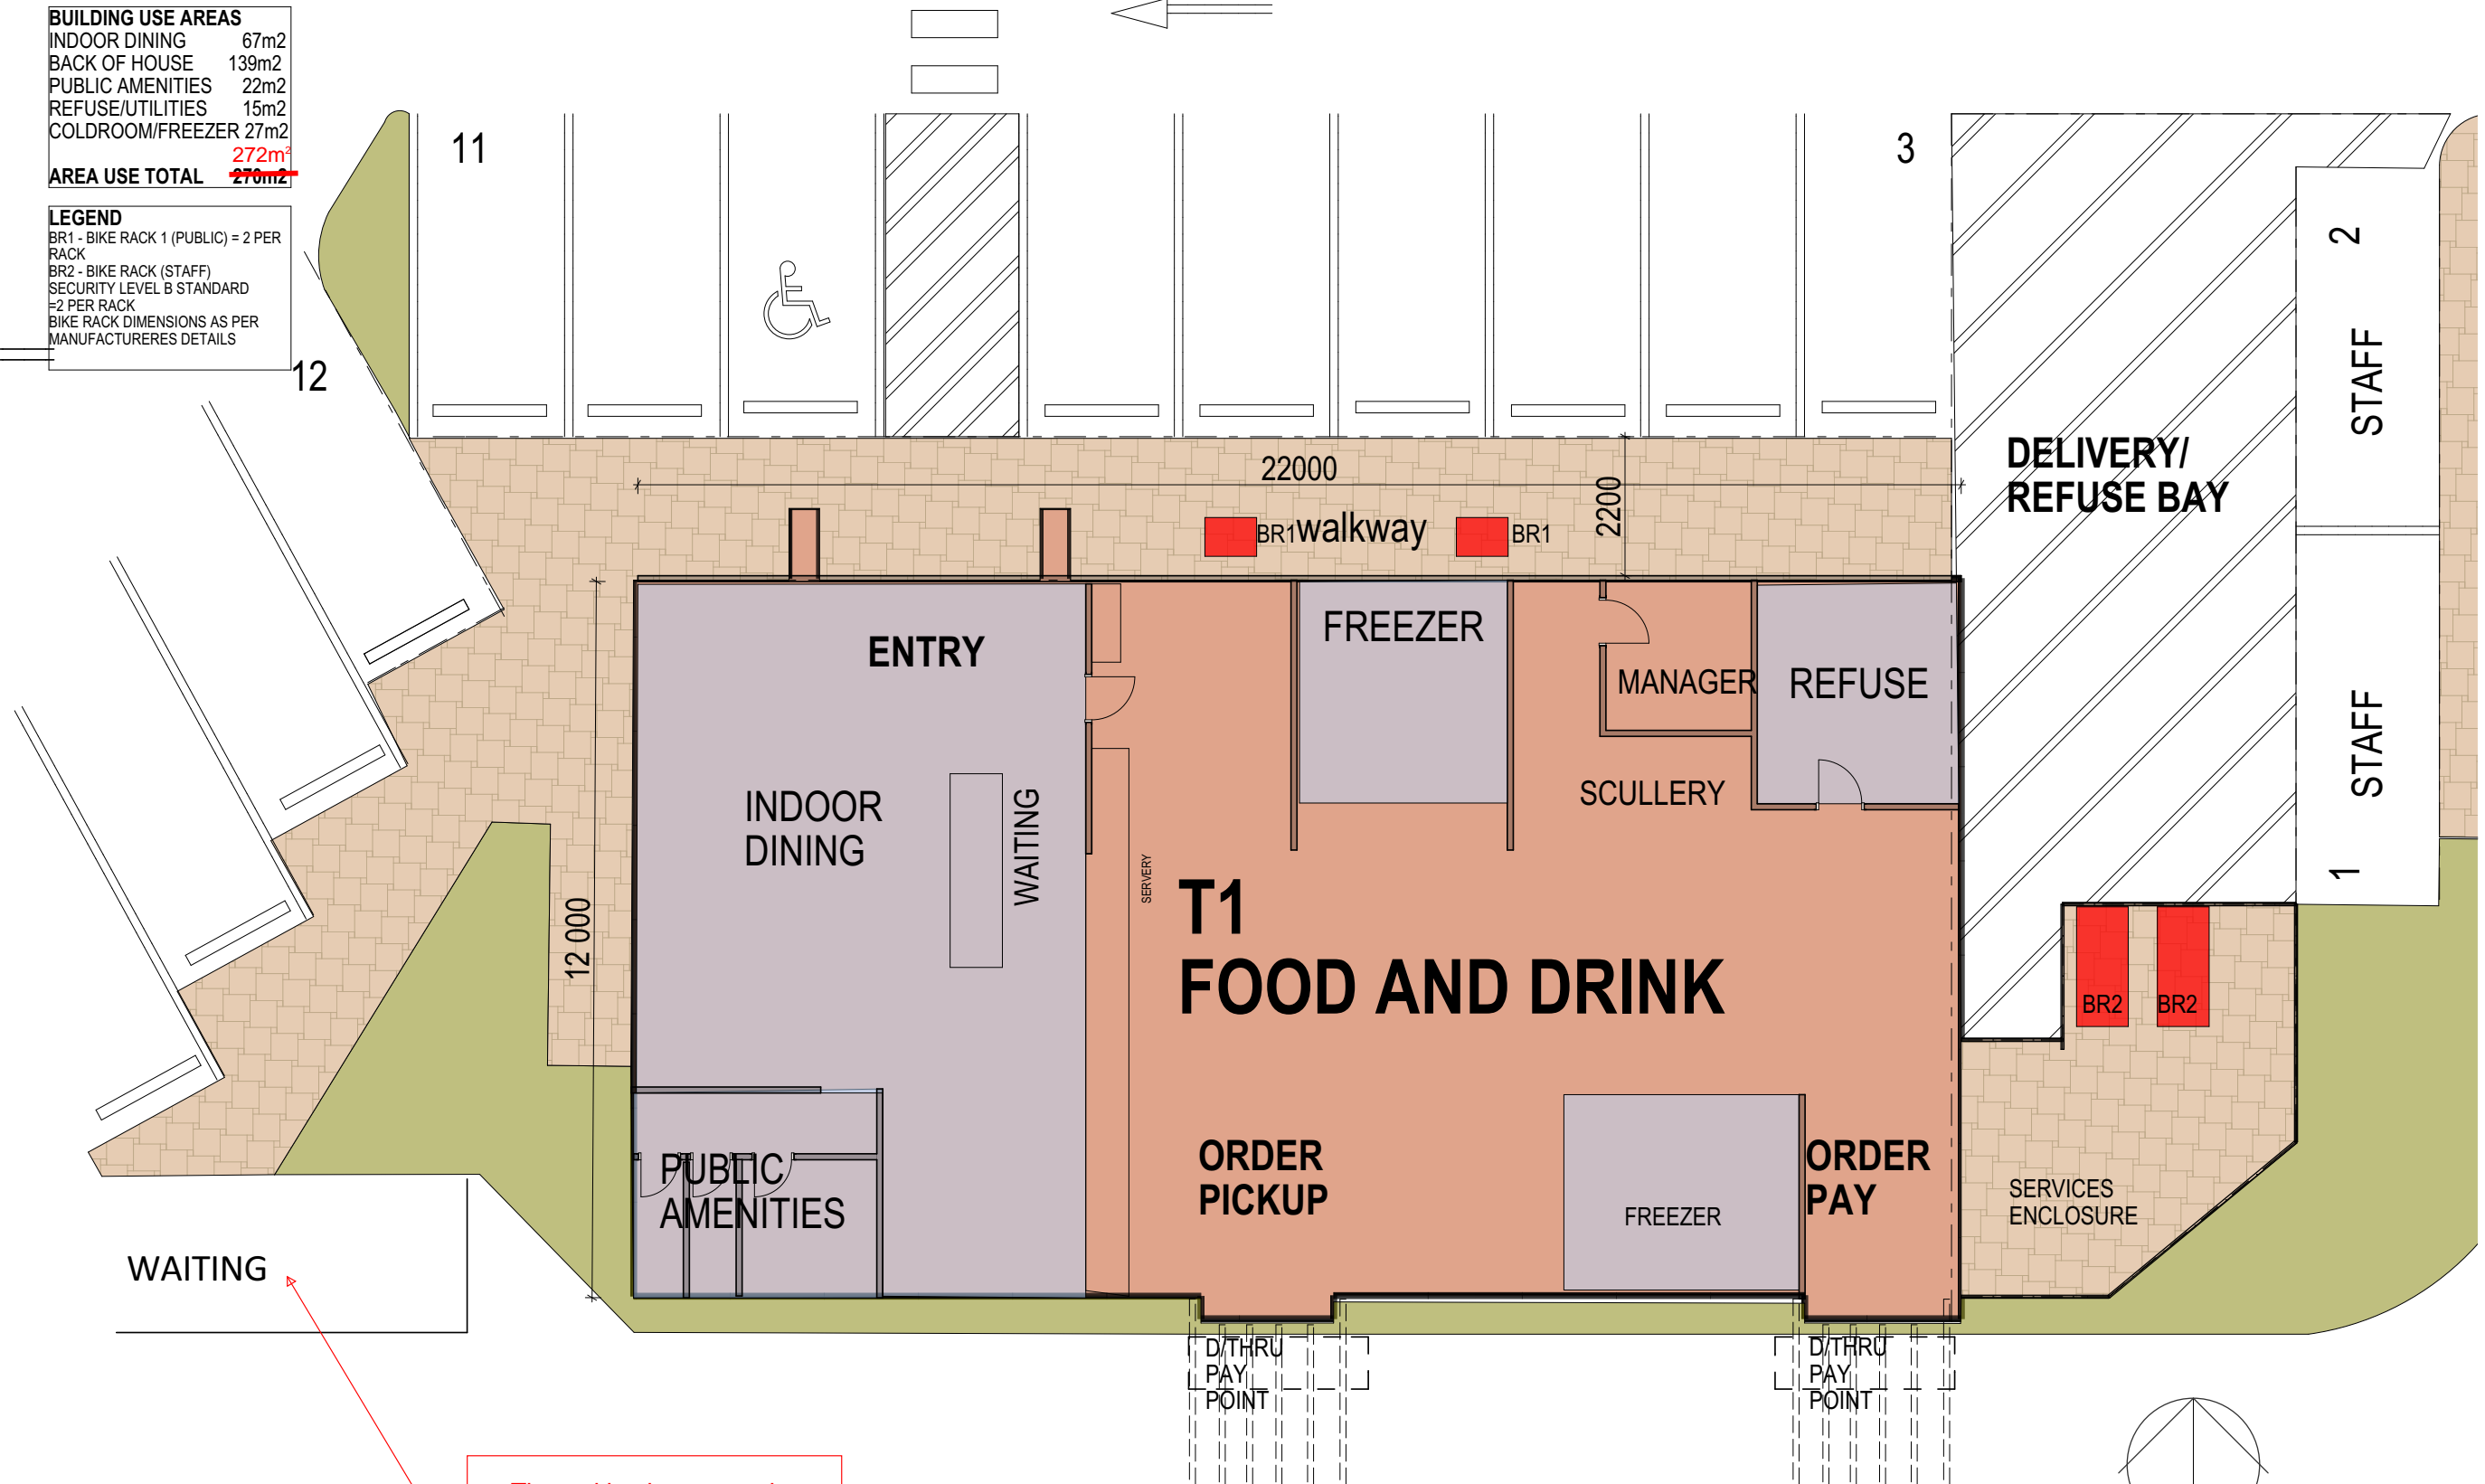 BUILDING USE AREAS
INDOOR DINING 67m2
BACK OF HOUSE 139m2
PUBLIC AMENITIES 22m2
REFUSE/UTILITIES 15m2
COLDROOM/FREEZER 27m2
272m²
AREA USE TOTAL 270m2
LEGEND
BR1 - BIKE RACK 1 (PUBLIC) = 2 PER
RACK
BR2 - BIKE RACK (STAFF)
SECURITY LEVEL B STANDARD
=2 PER RACK
BIKE RACK DIMENSIONS AS PER
MANUFACTURERES DETAILS
12
11
3
2
STAFF
STAFF
1
DELIVERY/
REFUSE BAY
22000
2200
BR1
walkway
BR1
ENTRY
FREEZER
MANAGER
REFUSE
SCULLERY
INDOOR
DINING
WAITING
SERVERY
12 000
T1
FOOD AND DRINK
BR2
BR2
PUBLIC
AMENITIES
ORDER
PICKUP
FREEZER
ORDER
PAY
SERVICES
ENCLOSURE
WAITING
D/THRU
PAY
POINT
D/THRU
PAY
POINT